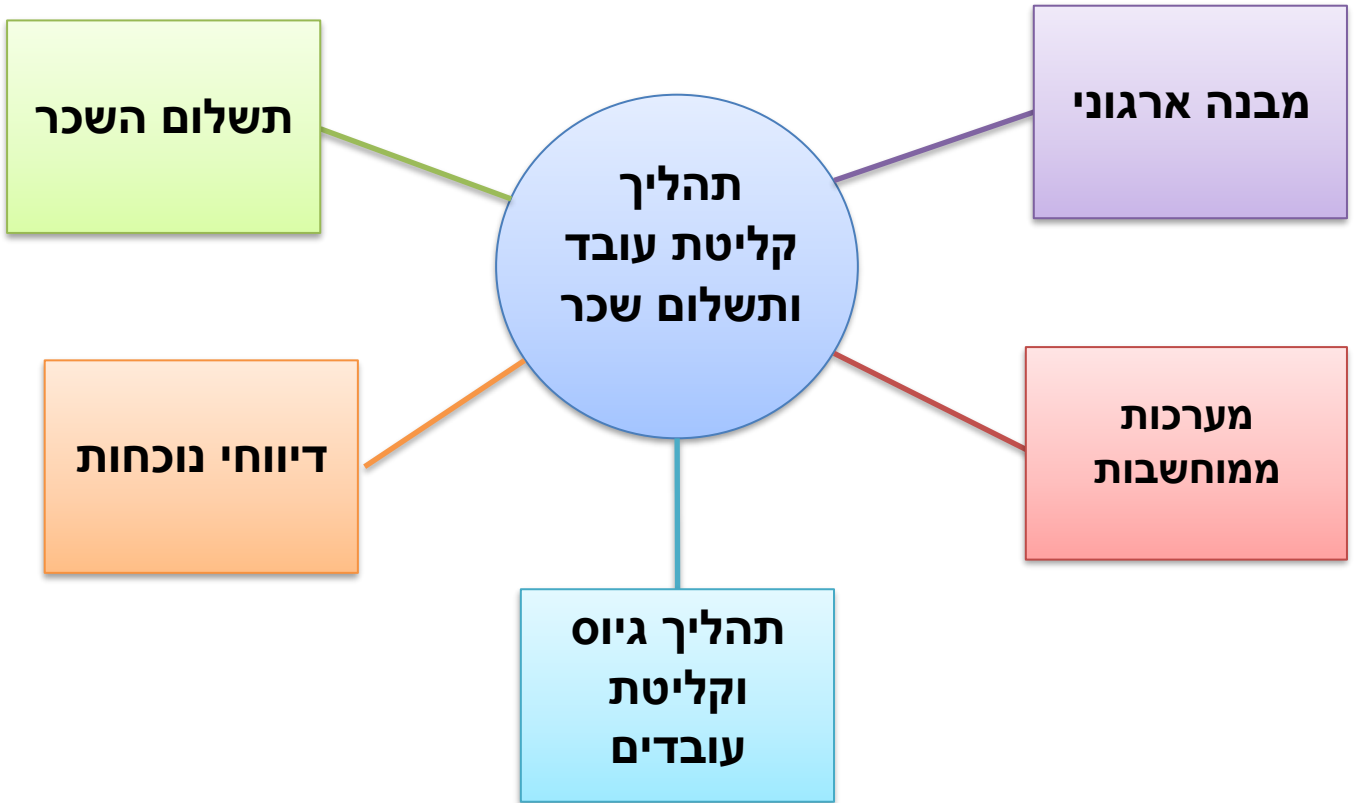 מבנה ארגוני
תשלום השכר
תהליך
קליטת עובד
ותשלום שכר
מערכות
ממוחשבות
דיווחי נוכחות
תהליך גיוס
וקליטת
עובדים